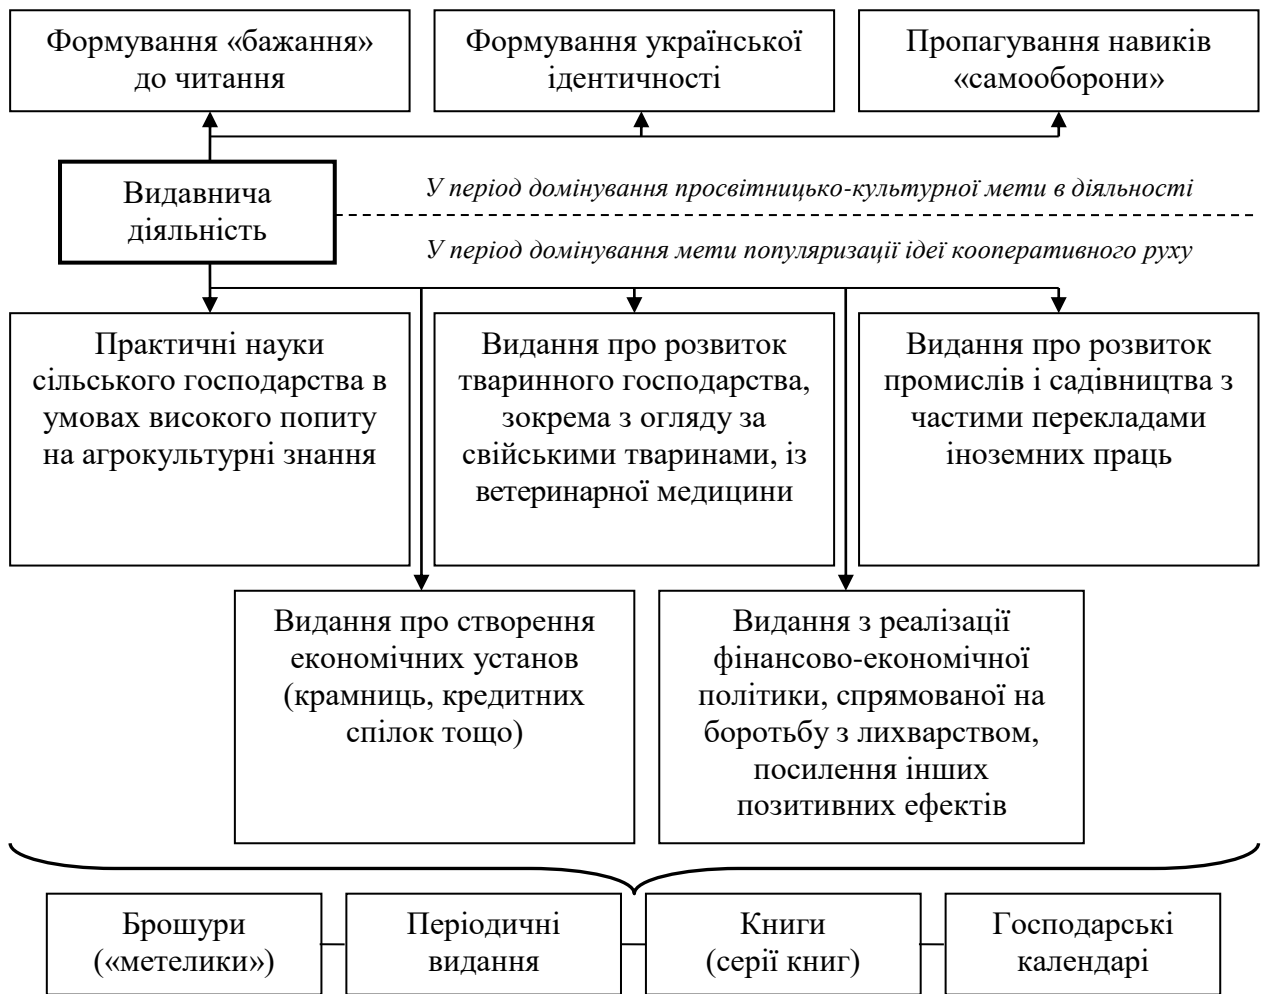 Формування «бажання»
до читання
Формування української
ідентичності
Пропагування навиків
«самооборони»
Видавнича
діяльність
У період домінування просвітницько-культурної мети в діяльності
У період домінування мети популяризації ідеї кооперативного руху
Практичні науки
сільського господарства в
умовах високого попиту
на агрокультурні знання
Видання про розвиток
тваринного господарства,
зокрема з огляду за
свійськими тваринами, із
ветеринарної медицини
Видання про розвиток
промислів і садівництва з
частими перекладами
іноземних праць
Видання про створення
економічних установ
(крамниць, кредитних
спілок тощо)
Видання з реалізації
фінансово-економічної
політики, спрямованої на
боротьбу з лихварством,
посилення інших
позитивних ефектів
Брошури
(«метелики»)
Періодичні
видання
Книги
(серії книг)
Господарські
календарі